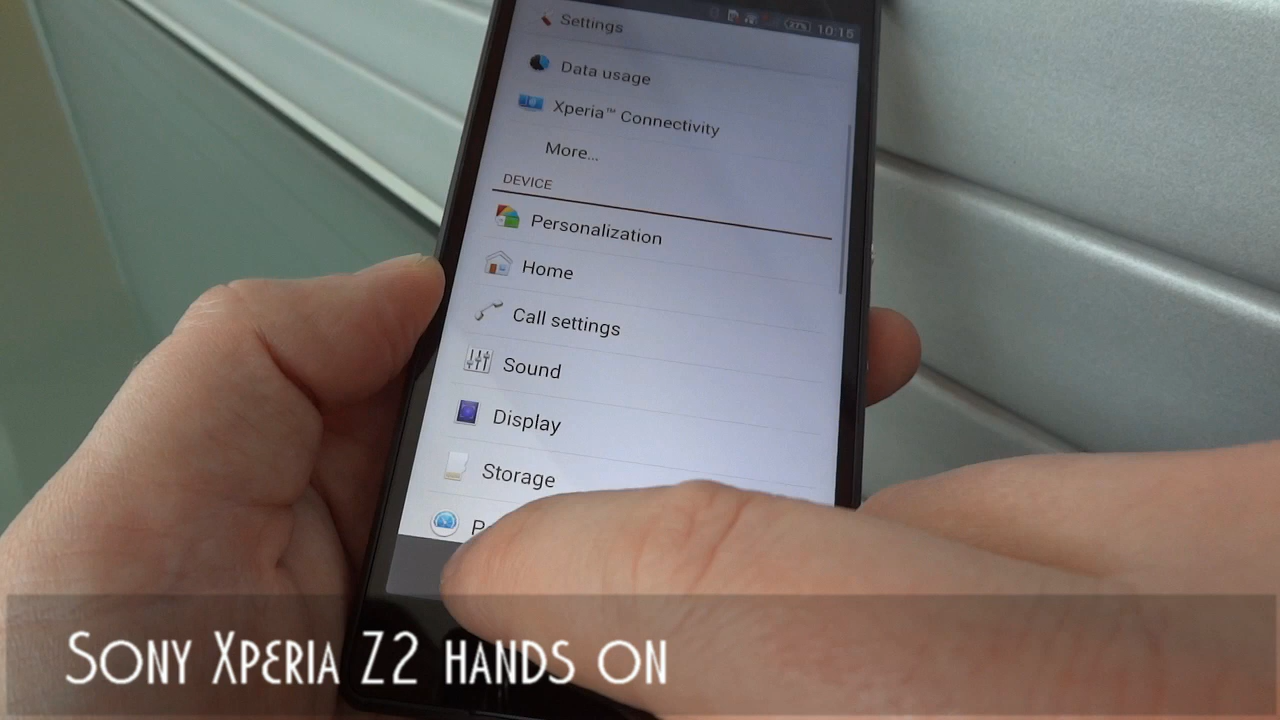 27% 10:15
Settings
Data usage
Xperia™ Connectivity
More...
DEVICE
Personalization
Home
Call settings
Sound
Display
Storage
Sony Xperia Z2 hands on